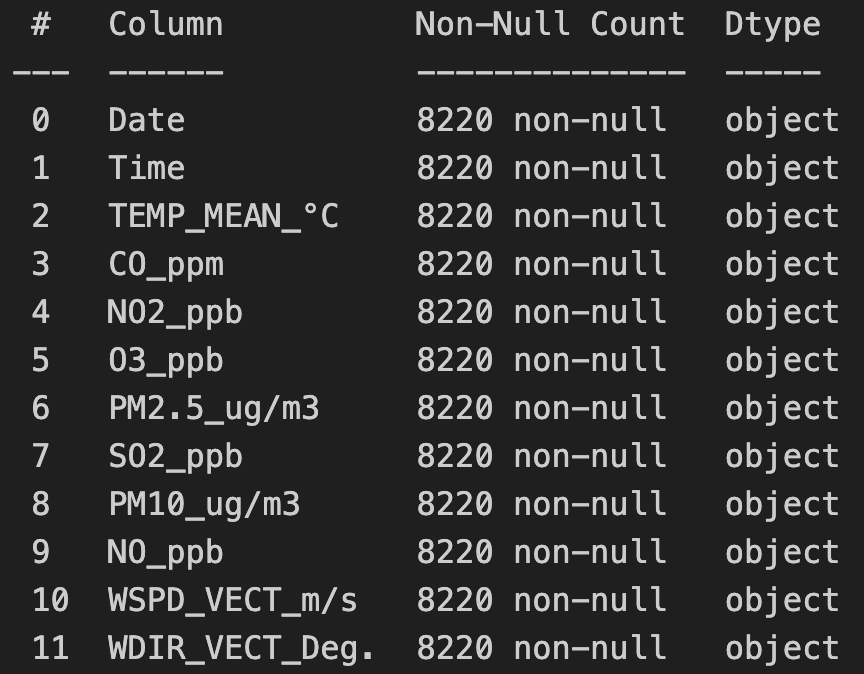 # Column Non-Null Count Dtype
--- ------ -------------- -----
0 Date 8220 non-null object
1 Time 8220 non-null object
2 TEMP_MEAN_°C 8220 non-null object
3 CO_ppm 8220 non-null object
4 NO2_ppb 8220 non-null object
5 O3_ppb 8220 non-null object
6 PM2.5_ug/m3 8220 non-null object
7 SO2_ppb 8220 non-null object
8 PM10_ug/m3 8220 non-null object
9 NO_ppb 8220 non-null object
10 WSPD_VECT_m/s 8220 non-null object
11 WDIR_VECT_Deg. 8220 non-null object